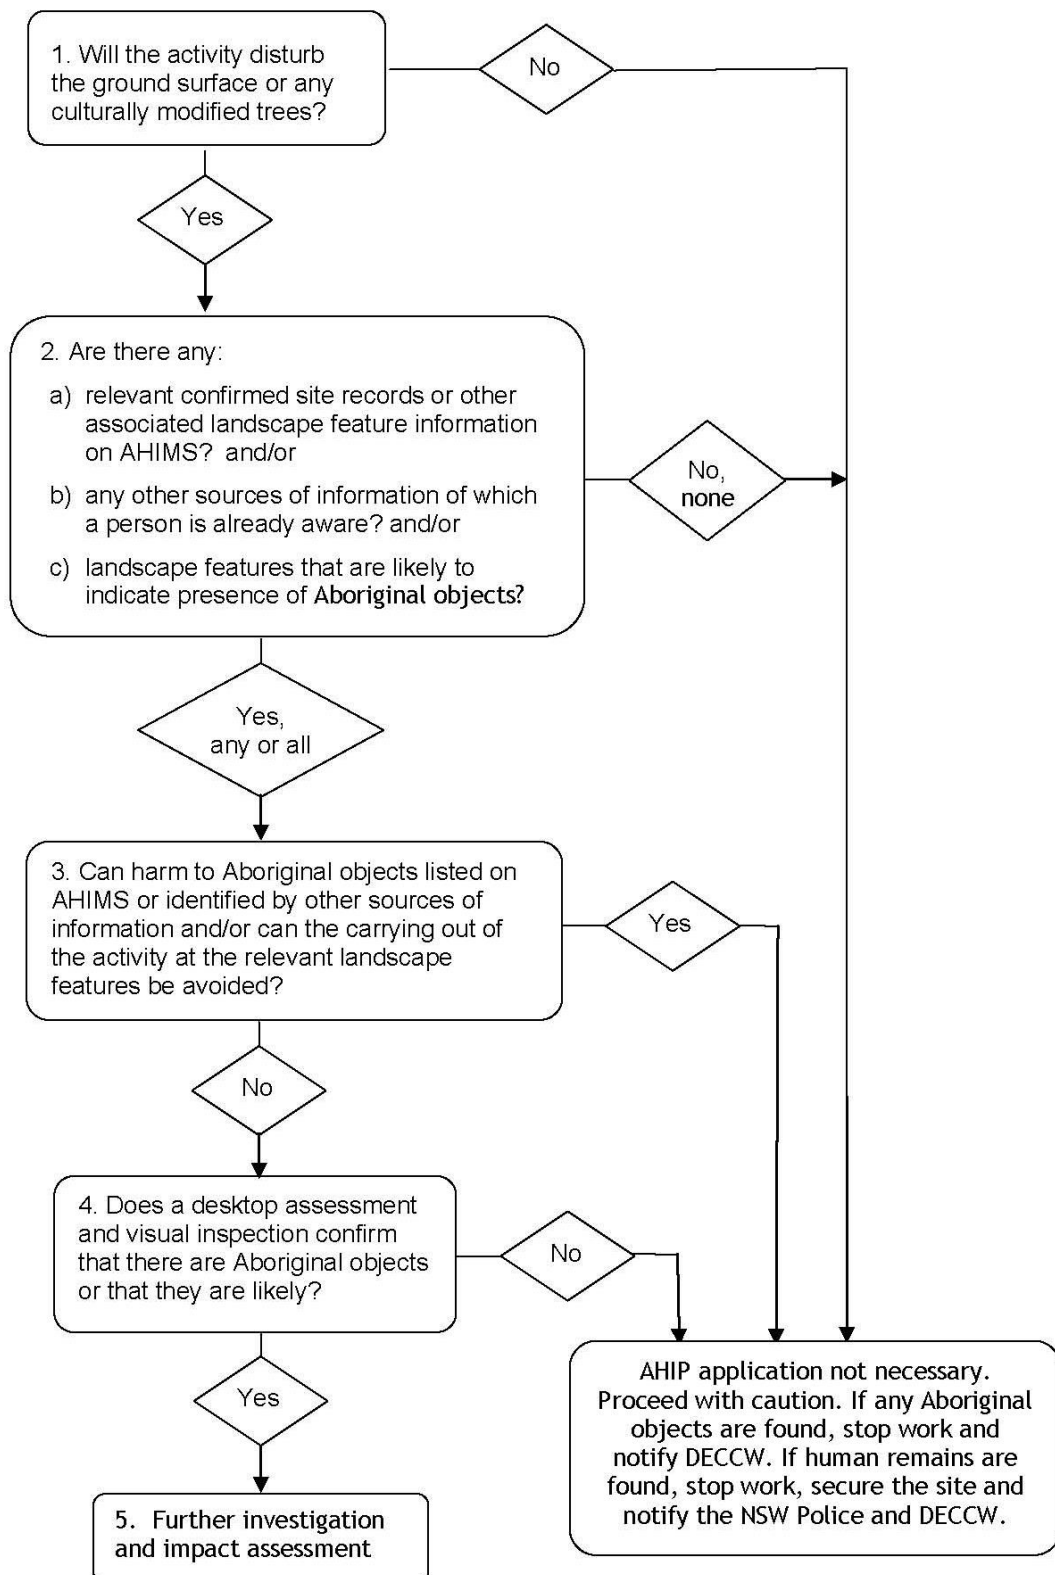 1. Will the activity disturb
the ground surface or any
culturally modified trees?
No
Yes
2. Are there any:
a) relevant confirmed site records or other
associated landscape feature information
on AHIMS? and/or
b) any other sources of information of which
a person is already aware? and/or
c) landscape features that are likely to
indicate presence of Aboriginal objects?
No,
none
Yes,
any or all
3. Can harm to Aboriginal objects listed on
AHIMS or identified by other sources of
information and/or can the carrying out of
the activity at the relevant landscape
features be avoided?
Yes
No
4. Does a desktop assessment
and visual inspection confirm
that there are Aboriginal objects
or that they are likely?
No
Yes
5. Further investigation
and impact assessment
AHIP application not necessary.
Proceed with caution. If any Aboriginal
objects are found, stop work and
notify DECCW. If human remains are
found, stop work, secure the site and
notify the NSW Police and DECCW.